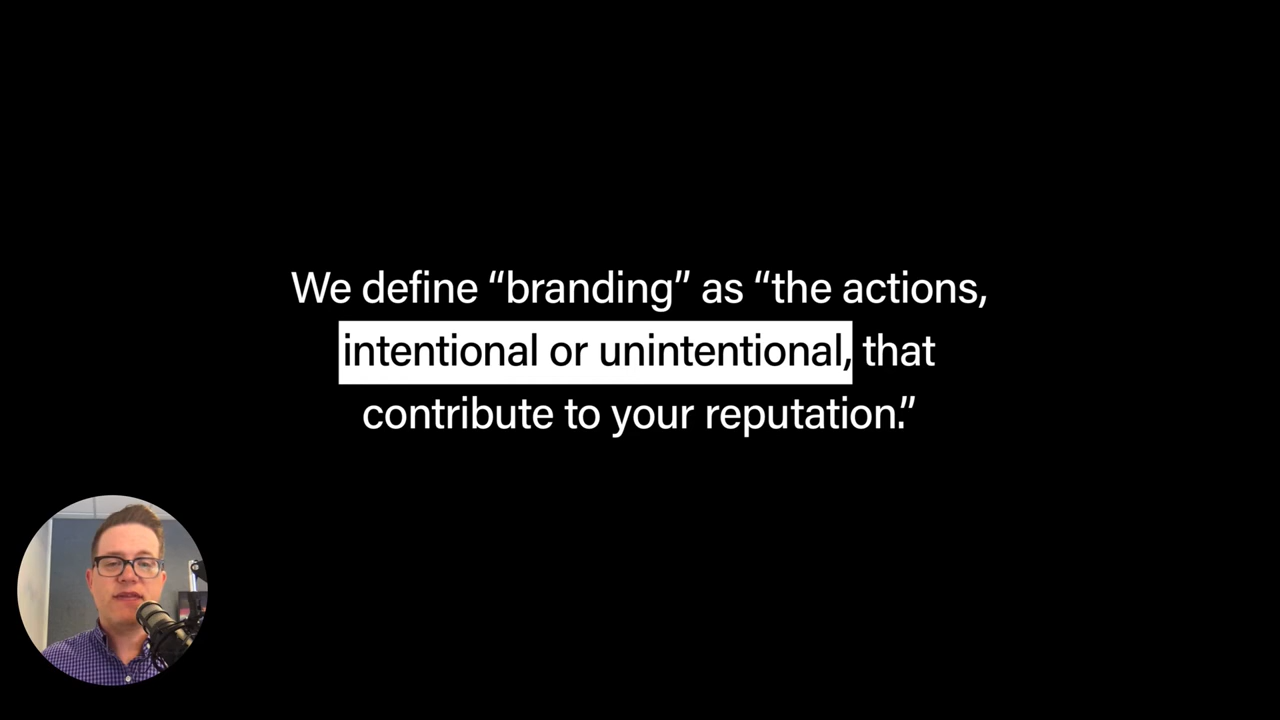 We define “branding” as “the actions,
intentional or unintentional, that
contribute to your reputation.”